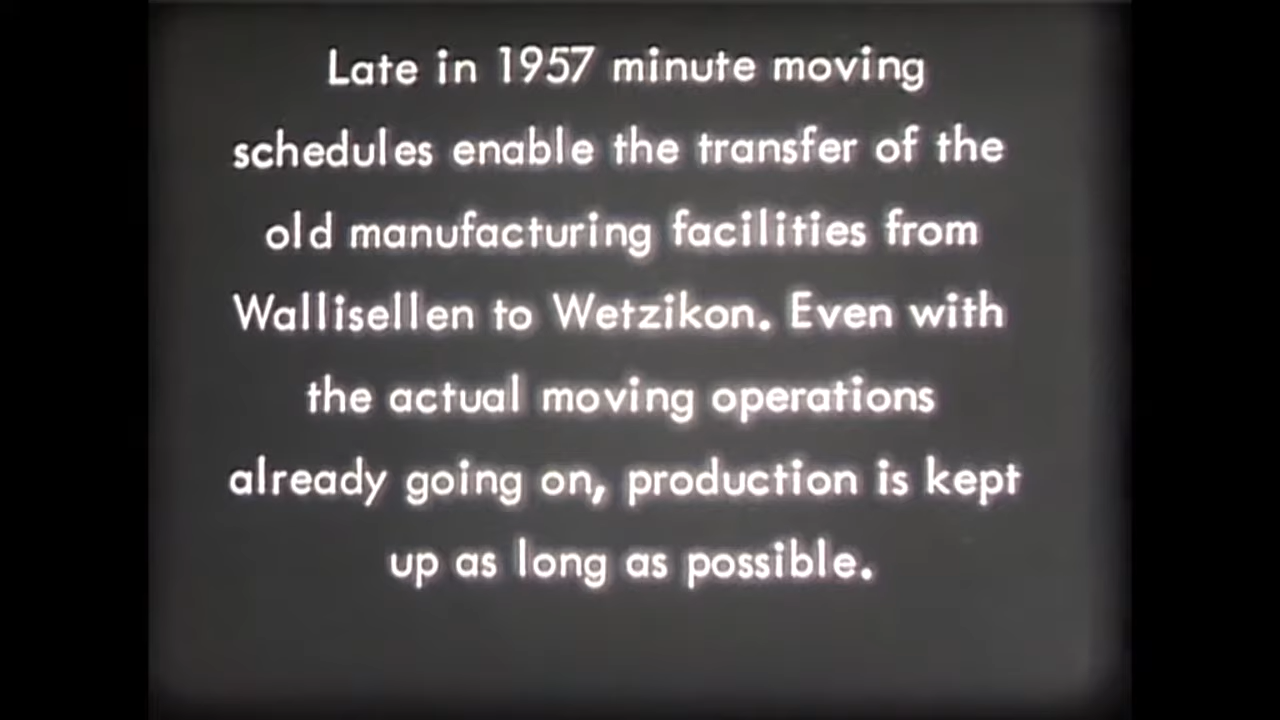 Late in 1957 minute moving
schedules enable the transfer of the
old manufacturing facilities from
Wallisellen to Wetzikon. Even with
the actual moving operations
already going on, production is kept
up as long as possible.